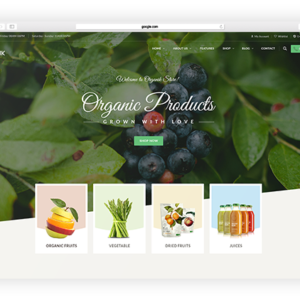 google.com
HOME
ABOUT US
FEATURES
SHOP
BLOG
CONTACT
Welcome to Organik Store!
Organic Products
GROWN WITH LOVE
SHOP NOW
ORGANIC FRUITS
VEGETABLE
DRIED FRUITS
JUICES